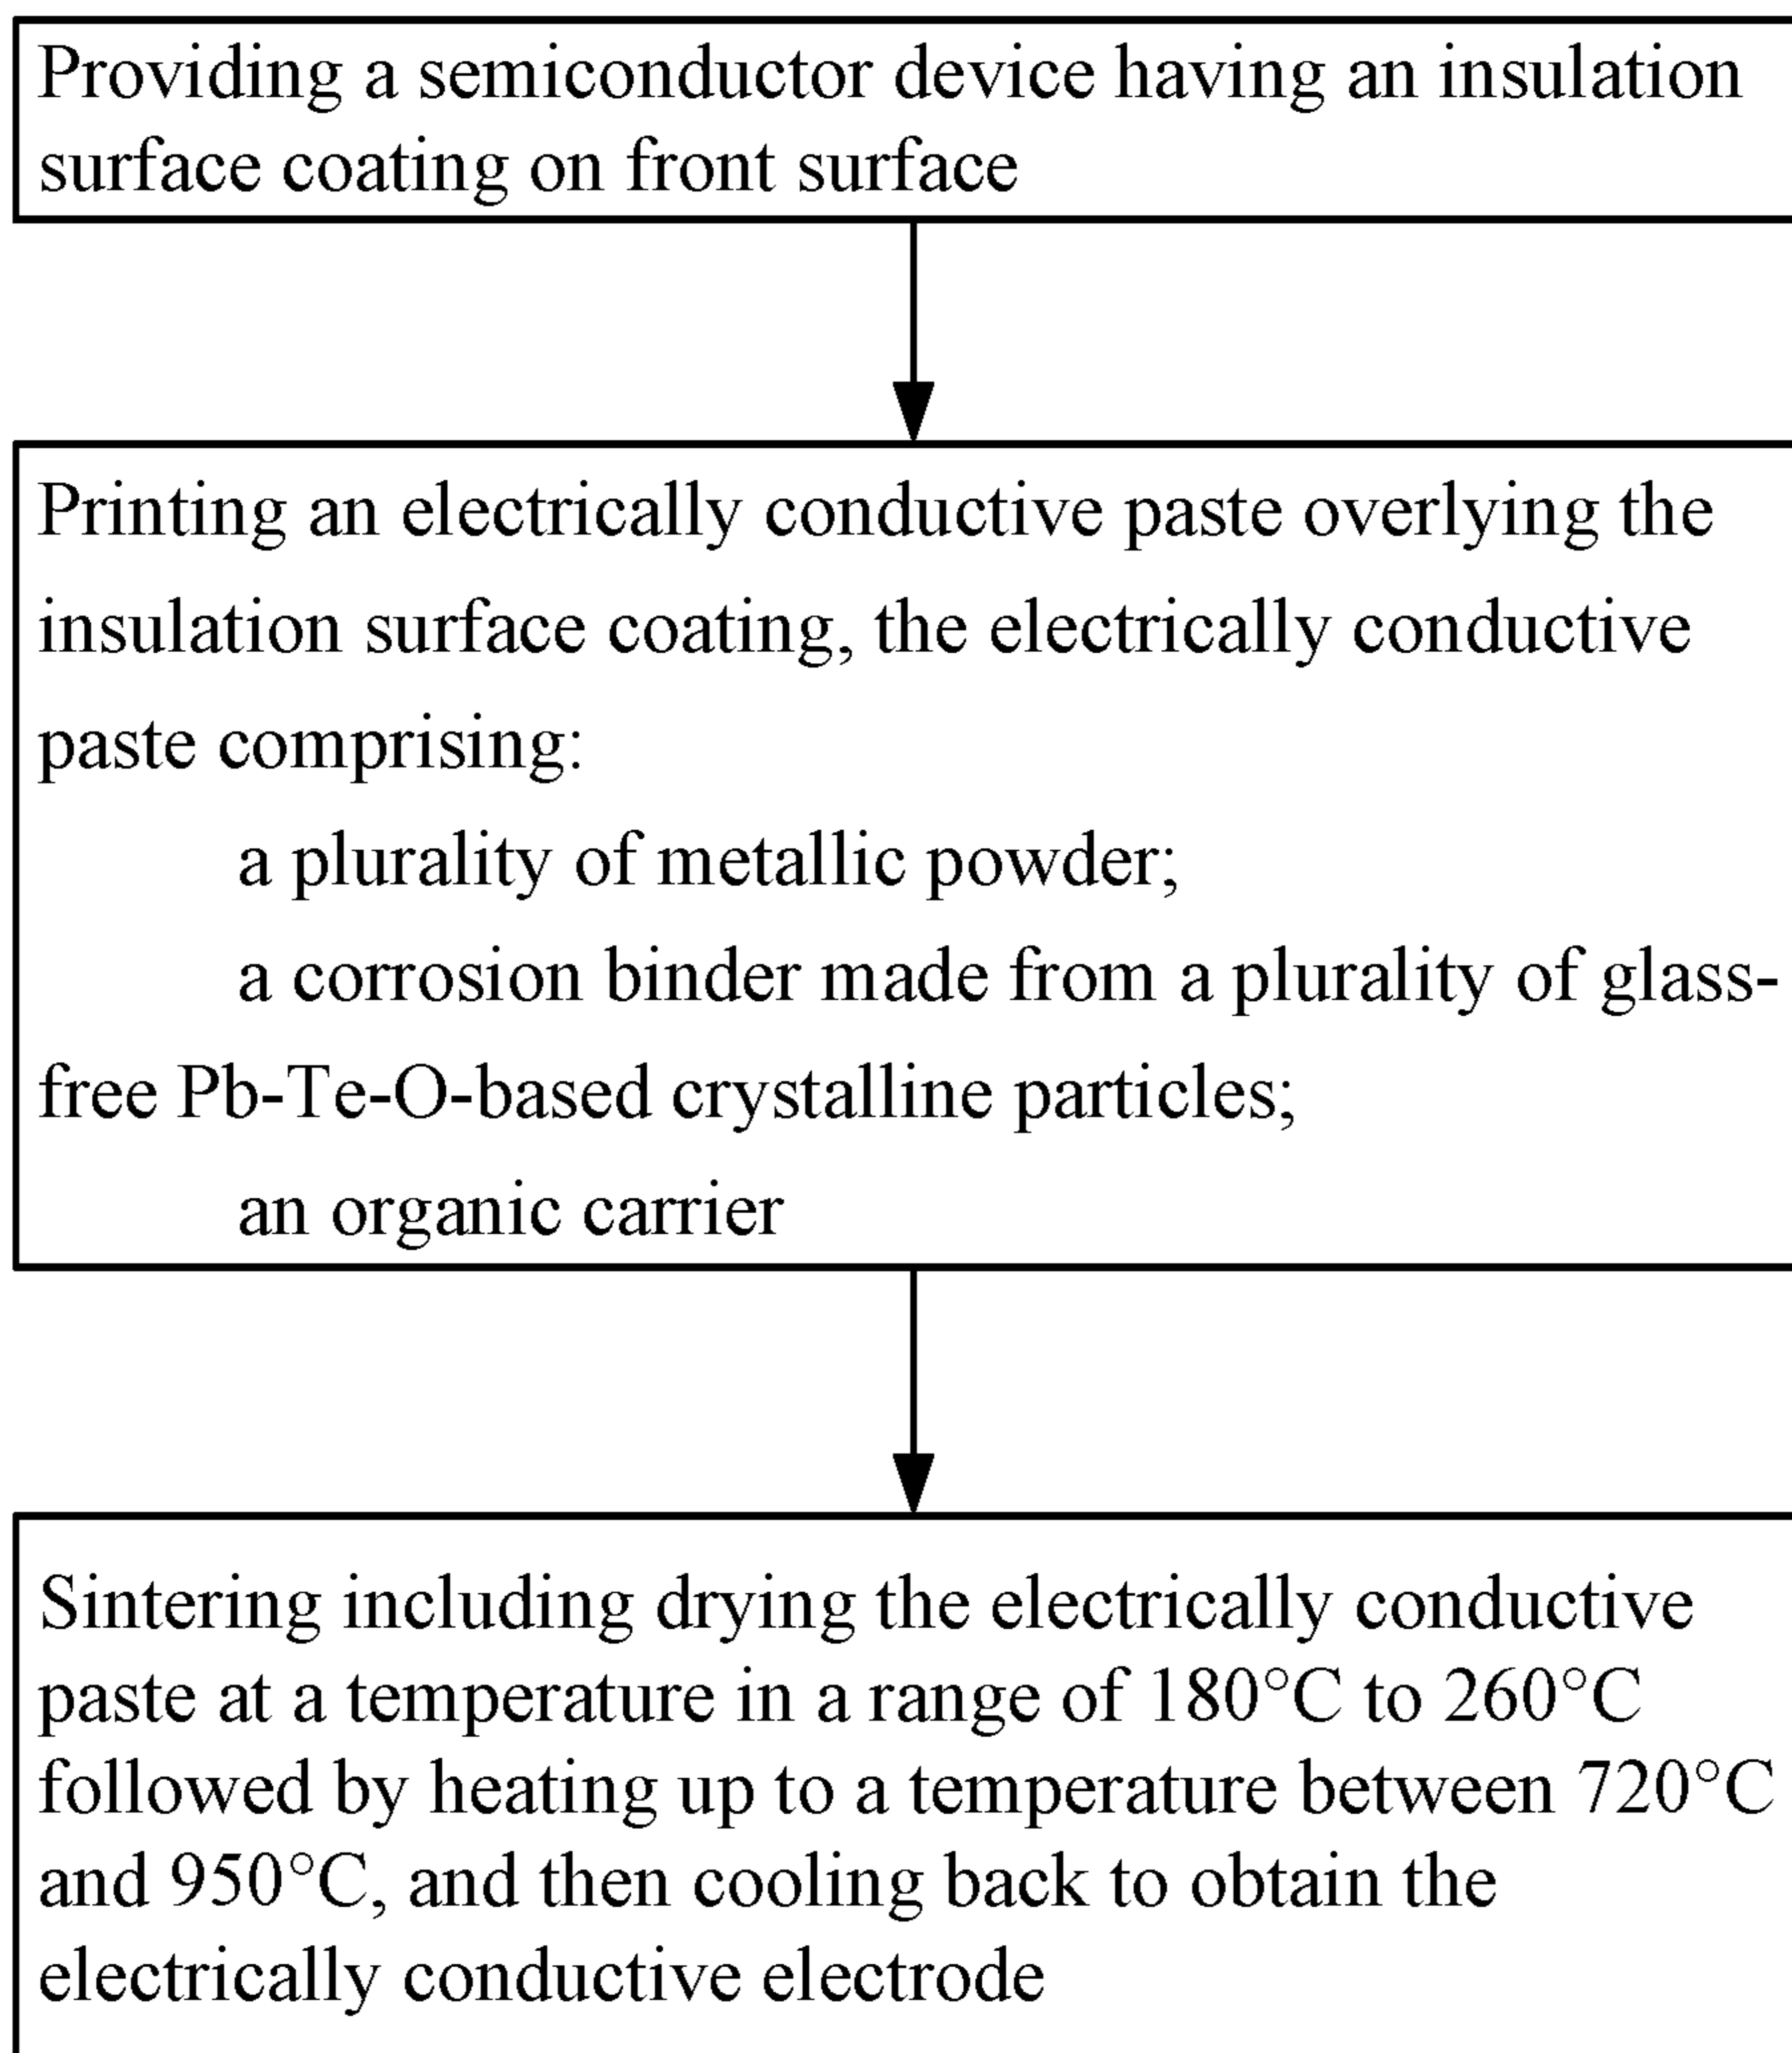 Providing a semiconductor device having an insulation
surface coating on front surface
Printing an electrically conductive paste overlying the
insulation surface coating, the electrically conductive
paste comprising:
a plurality of metallic powder;
a corrosion binder made from a plurality of glass-
free Pb-Te-O-based crystalline particles;
an organic carrier
Sintering including drying the electrically conductive
paste at a temperature in a range of 180°C to 260°C
followed by heating up to a temperature between 720°C
and 950°C, and then cooling back to obtain the
electrically conductive electrode